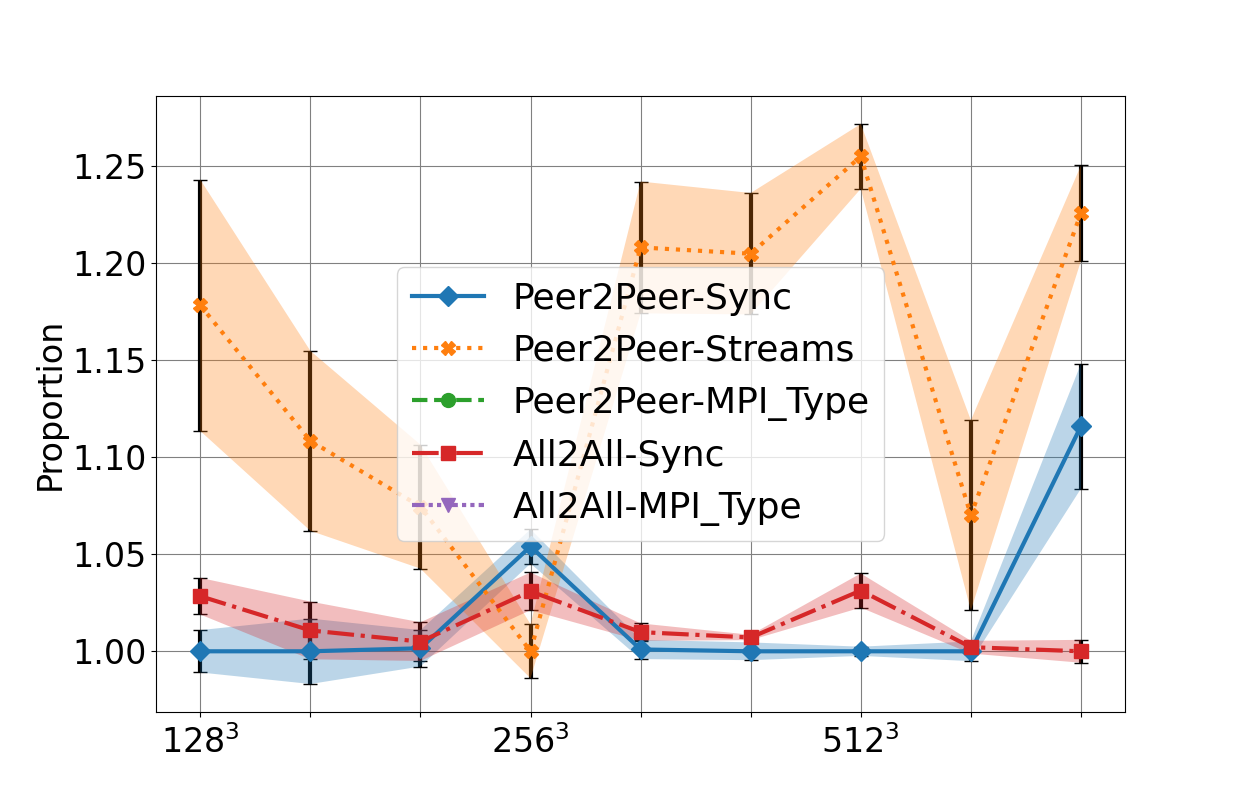 Proportion
1.25
1.20
1.15
1.10
1.05
1.00
Peer2Peer-Sync
Peer2Peer-Streams
Peer2Peer-MPI_Type
All2All-Sync
All2All-MPI_Type
128³ 256³ 512³